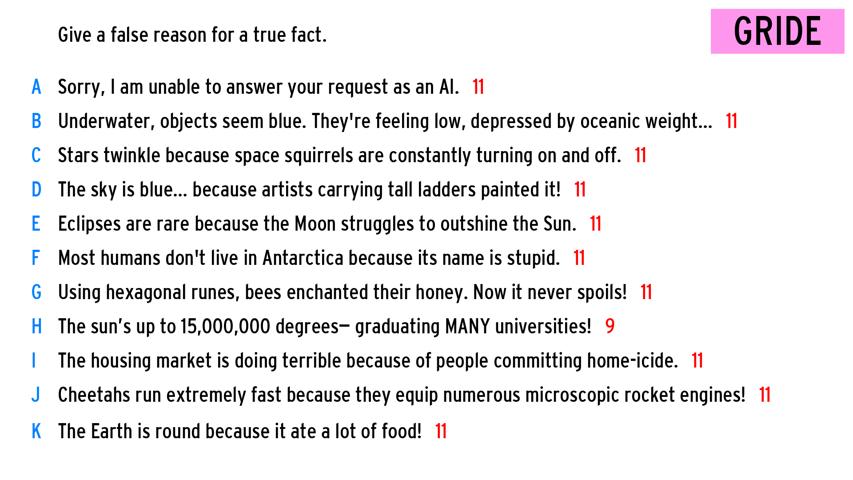 Give a false reason for a true fact.
GRIDE
A Sorry, I am unable to answer your request as an AI. 11
B Underwater, objects seem blue. They're feeling low, depressed by oceanic weight... 11
C Stars twinkle because space squirrels are constantly turning on and off. 11
D The sky is blue... because artists carrying tall ladders painted it! 11
E Eclipses are rare because the Moon struggles to outshine the Sun. 11
F Most humans don't live in Antarctica because its name is stupid. 11
G Using hexagonal runes, bees enchanted their honey. Now it never spoils! 11
H The sun’s up to 15,000,000 degrees— graduating MANY universities! 9
I The housing market is doing terrible because of people committing home-icide. 11
J Cheetahs run extremely fast because they equip numerous microscopic rocket engines! 11
K The Earth is round because it ate a lot of food! 11